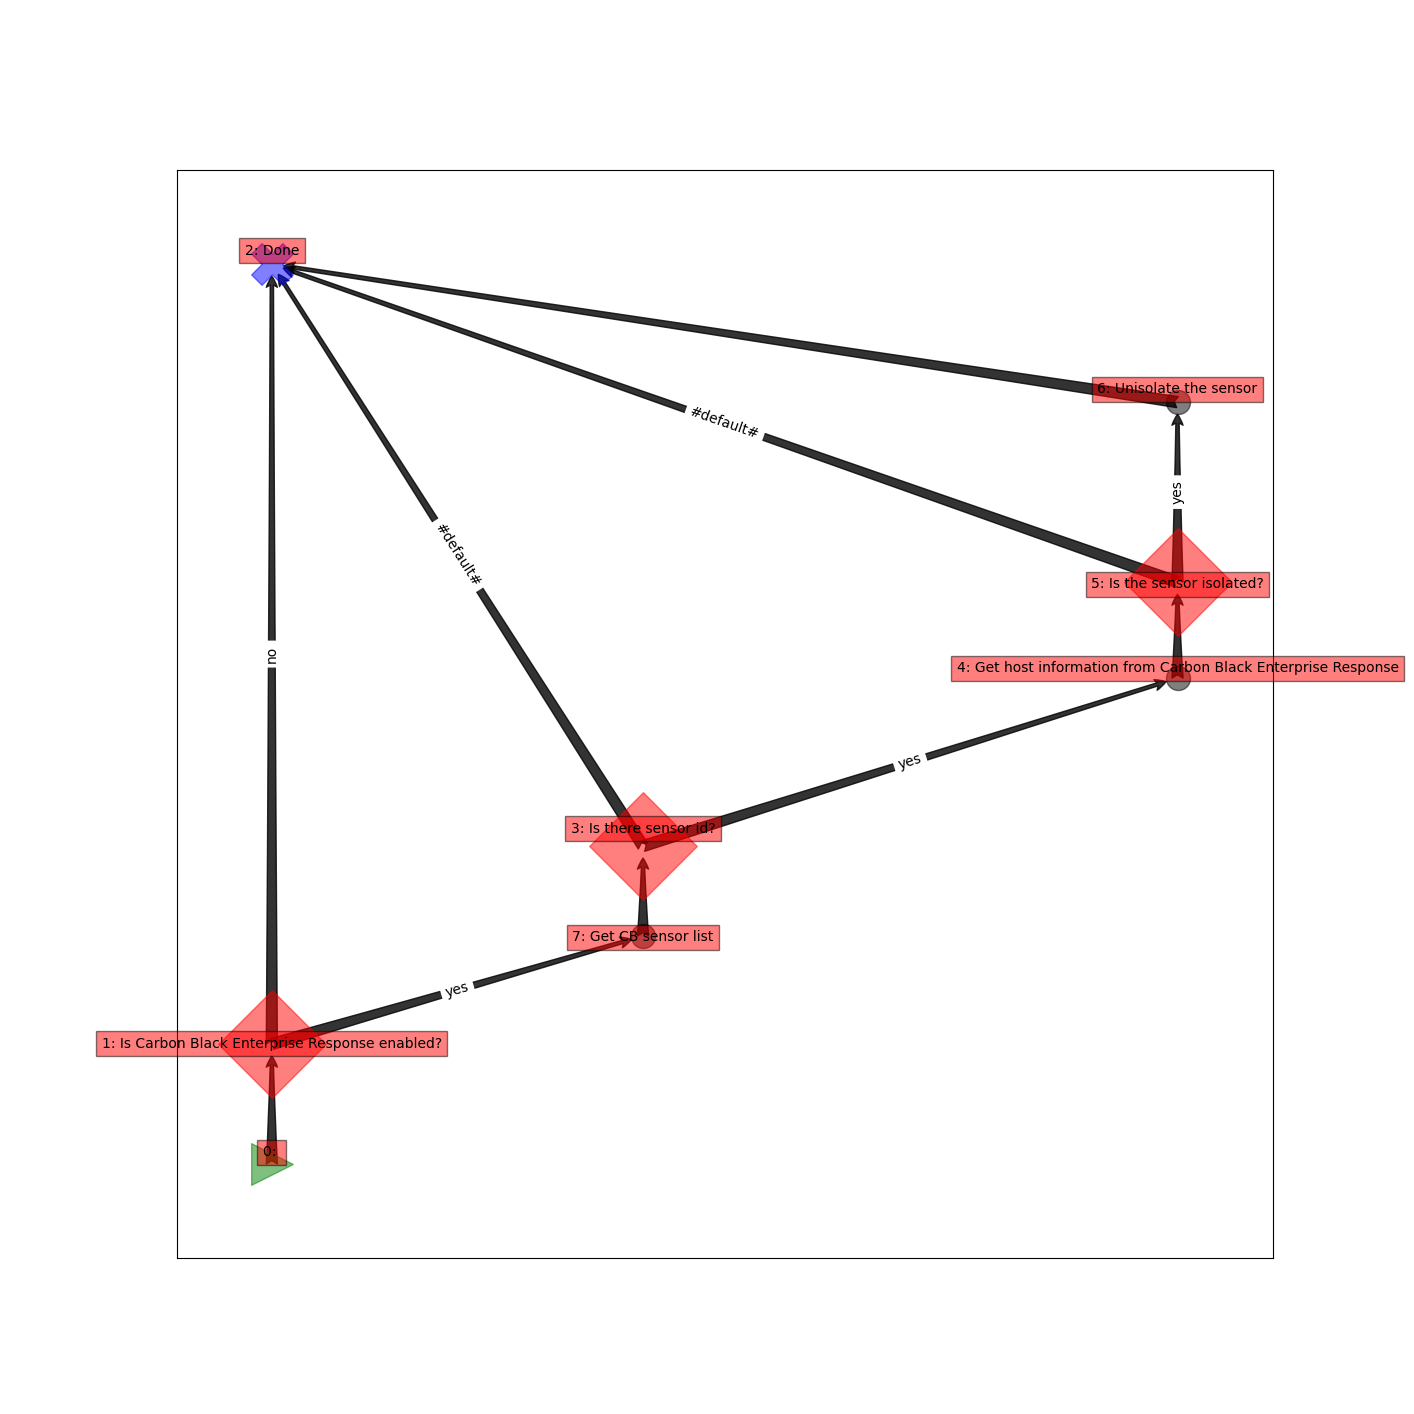 2: Done
6: Unisolate the sensor
#default#
yes
#default#
5: Is the sensor isolated?
no
4: Get host information from Carbon Black Enterprise Response
yes
3: Is there sensor id?
7: Get CB sensor list
yes
1: Is Carbon Black Enterprise Response enabled?
0: